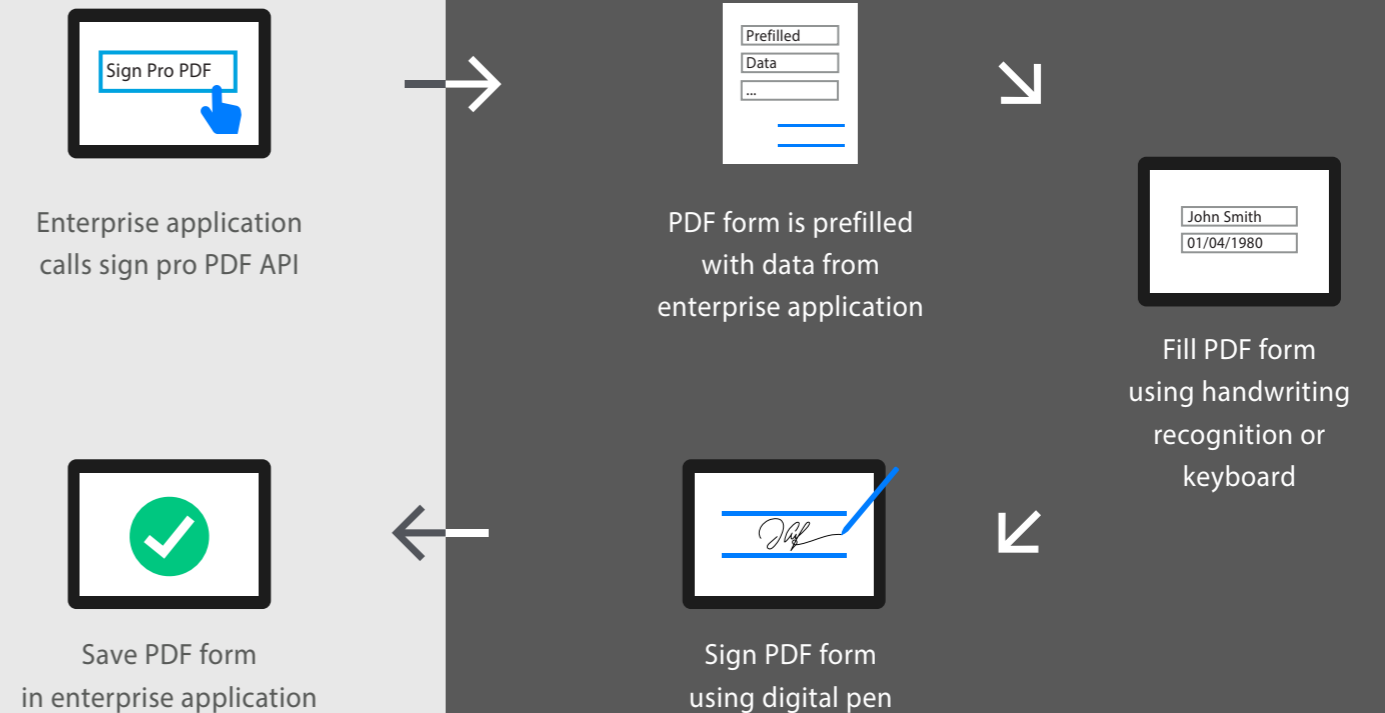 Sign Pro PDF
Enterprise application
calls sign pro PDF API
Prefilled
Data
...
PDF form is prefilled
with data from
enterprise application
John Smith
01/04/1980
Fill PDF form
using handwriting
recognition or
keyboard
Sign PDF form
using digital pen
Save PDF form
in enterprise application